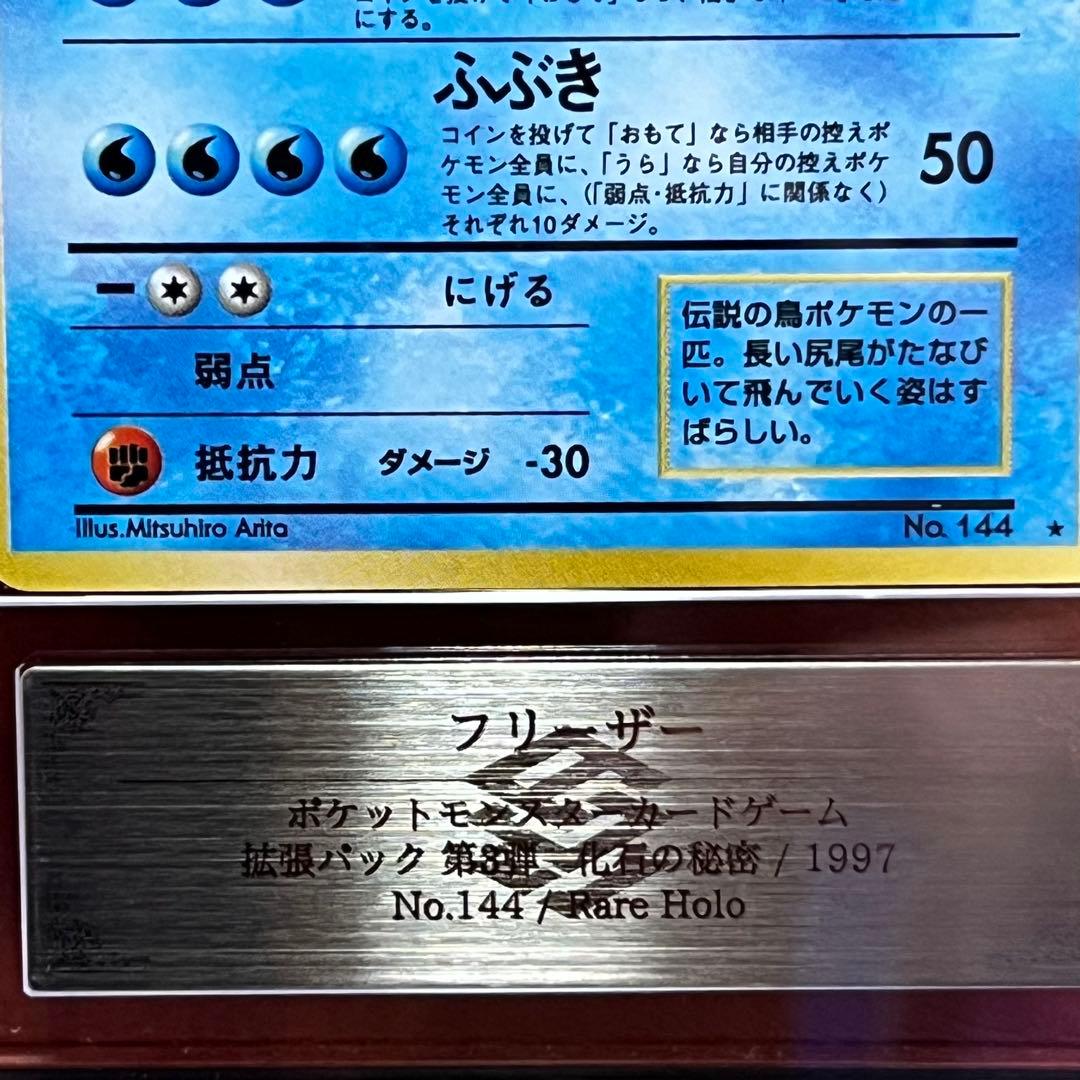 にする。
ふぶき
コインを投げて「おもて」なら相手の控えポ
ケモン全員に、「うら」なら自分の控えポケ
モン全員に、(「弱点・抵抗力」に関係なく)
それぞれ10ダメージ。
50
にげる
弱点
抵抗力 ダメージ -30
伝説の鳥ポケモンの一
匹。長い尻尾がたなび
いて飛んでいく姿はす
ばらしい。
Illus.Mitsuhiro Arita
No. 144 ★
フリーザー
ポケットモンスターカードゲーム
拡張パック 第3弾 化石の秘密 / 1997
No.144 / Rare Holo